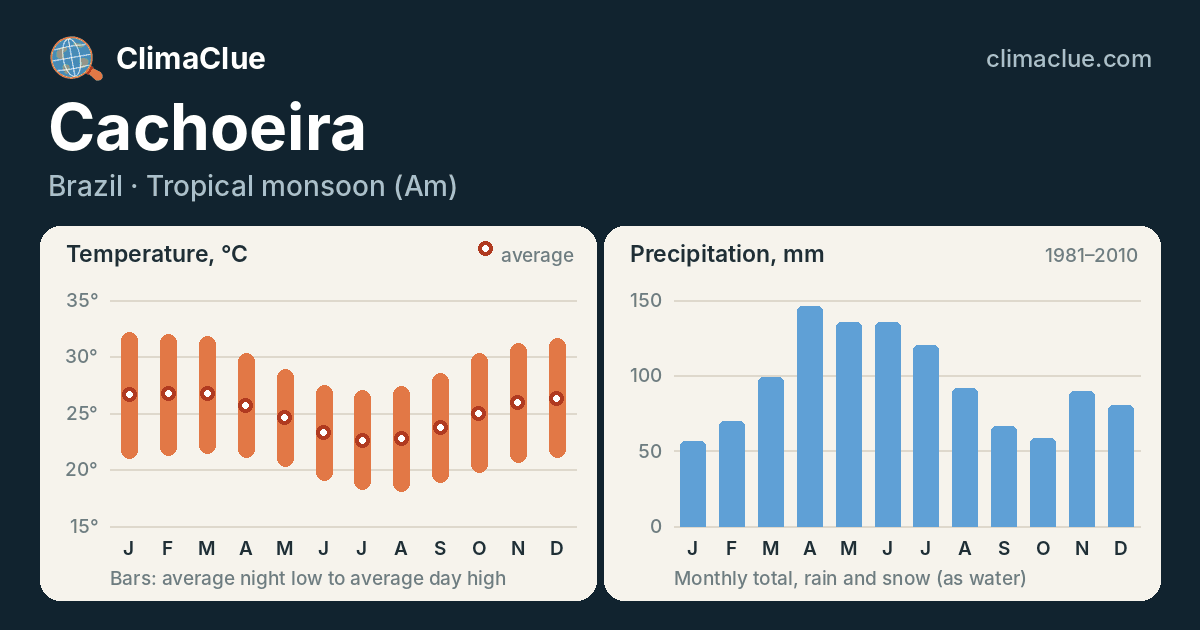 ClimaClue
climaclue.com
Cachoeira
Brazil · Tropical monsoon (Am)
Temperature, °C
average
35°
30°
25°
20°
15°
J F M A M J J A S O N D
Bars: average night low to average day high
Precipitation, mm
1981–2010
150
100
50
0
J F M A M J J A S O N D
Monthly total, rain and snow (as water)